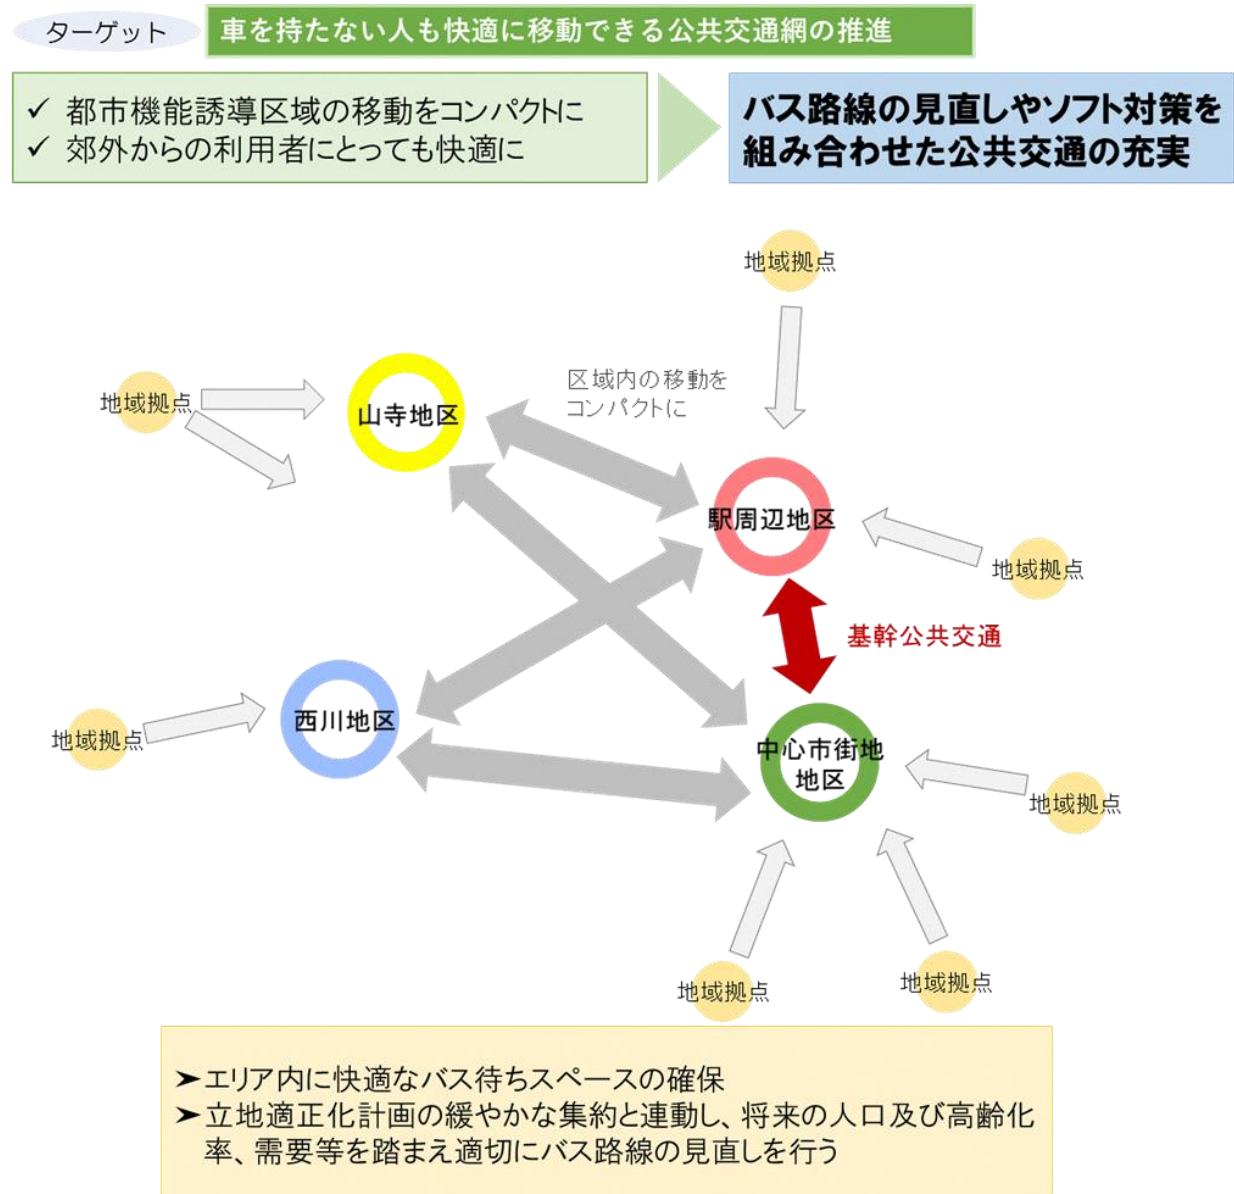 ターゲット
車を持たない人も快適に移動できる公共交通網の推進
✓ 都市機能誘導区域の移動をコンパクトに
✓ 郊外からの利用者にとっても快適に
バス路線の見直しやソフト対策を
組み合わせた公共交通の充実
地域拠点
区域内の移動を
コンパクトに
地域拠点
山寺地区
駅周辺地区
地域拠点
基幹公共交通
西川地区
地域拠点
中心市街地
地区
地域拠点
地域拠点
地域拠点
➤エリア内に快適なバス待ちスペースの確保
➤立地適正化計画の緩やかな集約と連動し、将来の人口及び高齢化
率、需要等を踏まえ適切にバス路線の見直しを行う